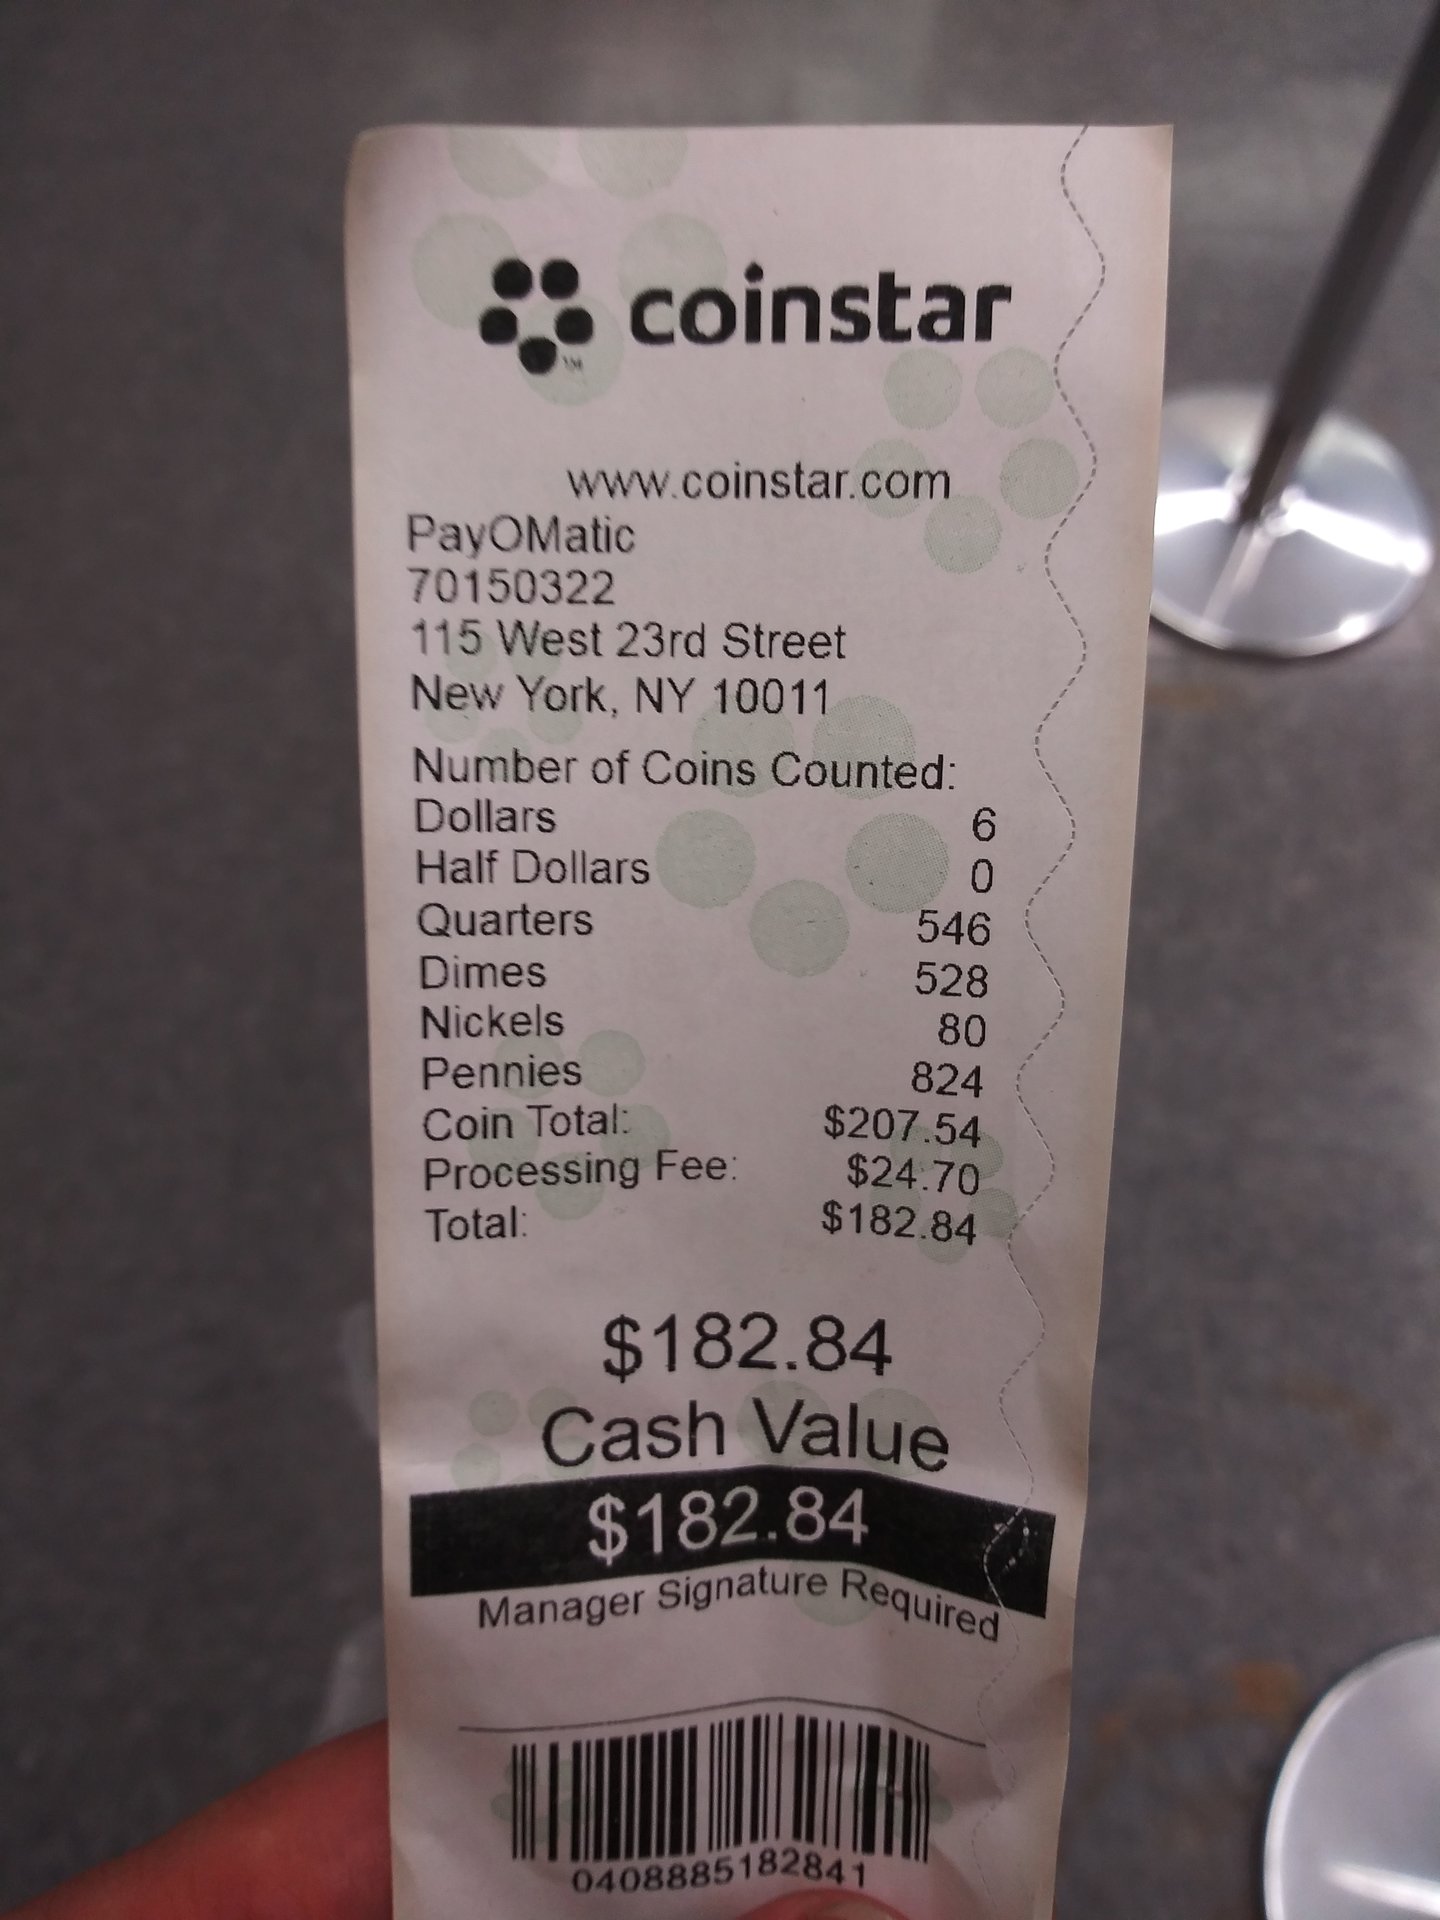 coinstar
™
www.coinstar.com
PayOMatic
70150322
115 West 23rd Street
New York, NY 10011
Number of Coins Counted:
Dollars 6
Half Dollars 0
Quarters 546
Dimes 528
Nickels 80
Pennies 824
Coin Total: $207.54
Processing Fee: $24.70
Total: $182.84
$182.84
Cash Value
$182.84
Manager Signature Required
0408885182841